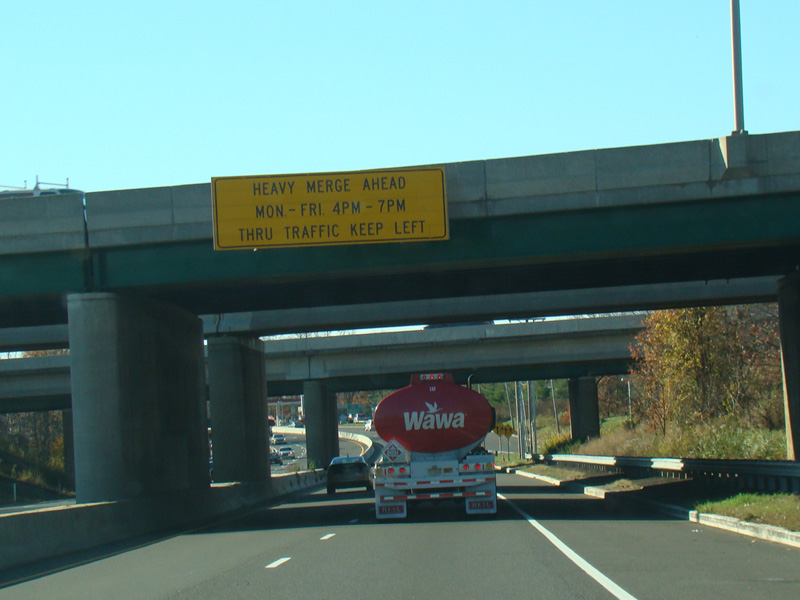 HEAVY MERGE AHEAD
MON.-FRI. 4PM-7PM
THRU TRAFFIC KEEP LEFT
Wawa